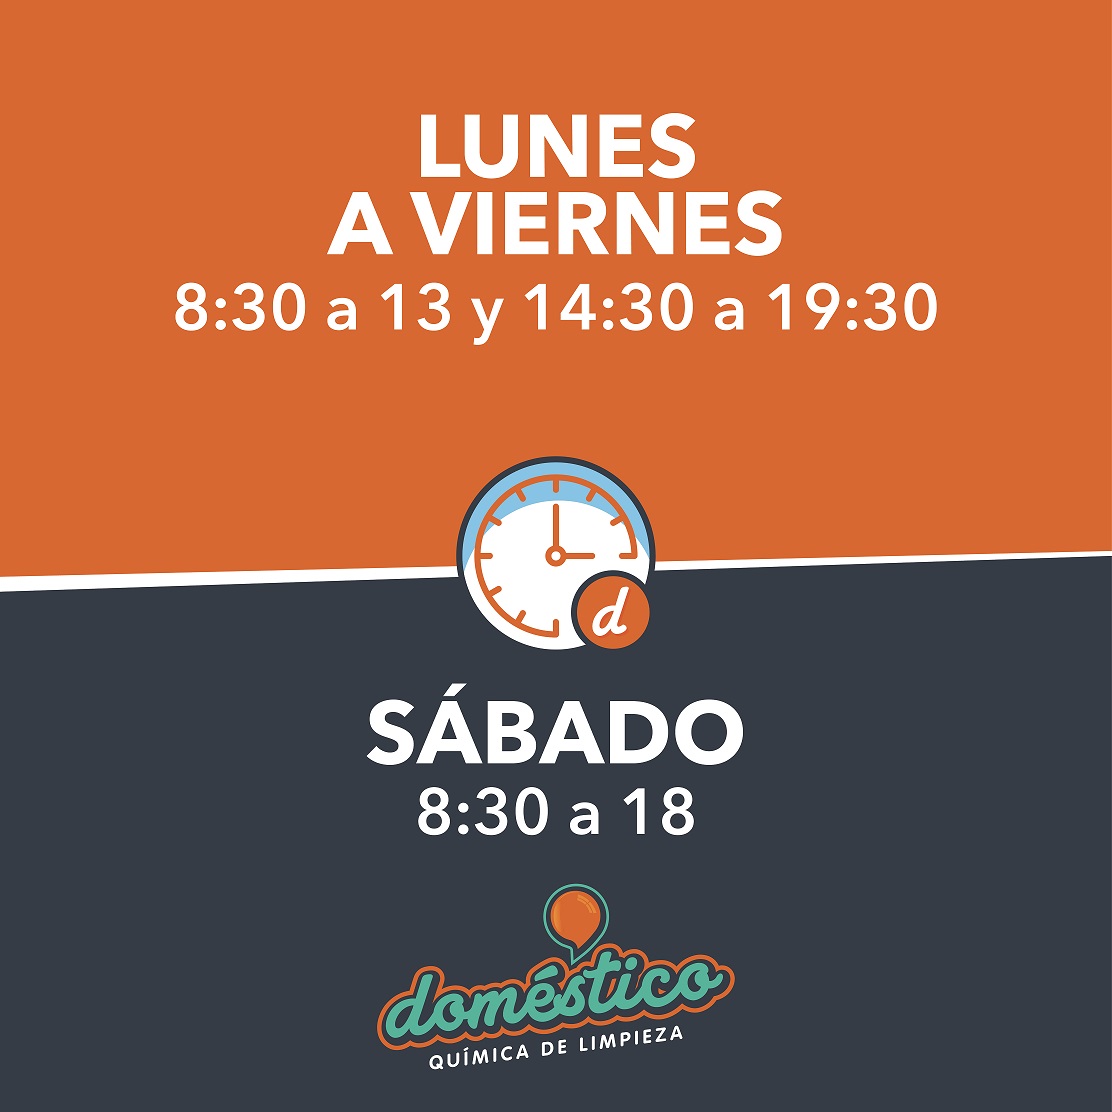 LUNES
A VIERNES
8:30 a 13 y 14:30 a 19:30
d
SÁBADO
8:30 a 18
doméstico
QUÍMICA DE LIMPIEZA